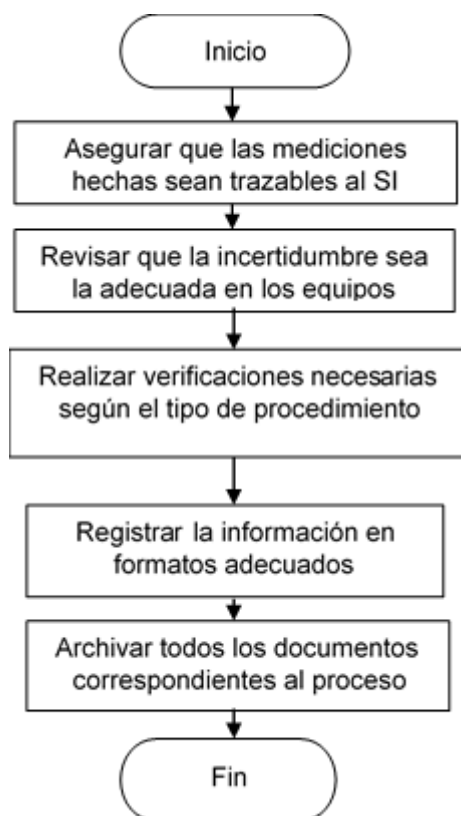 Inicio
Asegurar que las mediciones
hechas sean trazables al SI
Revisar que la incertidumbre sea
la adecuada en los equipos
Realizar verificaciones necesarias
según el tipo de procedimiento
Registrar la información en
formatos adecuados
Archivar todos los documentos
correspondientes al proceso
Fin